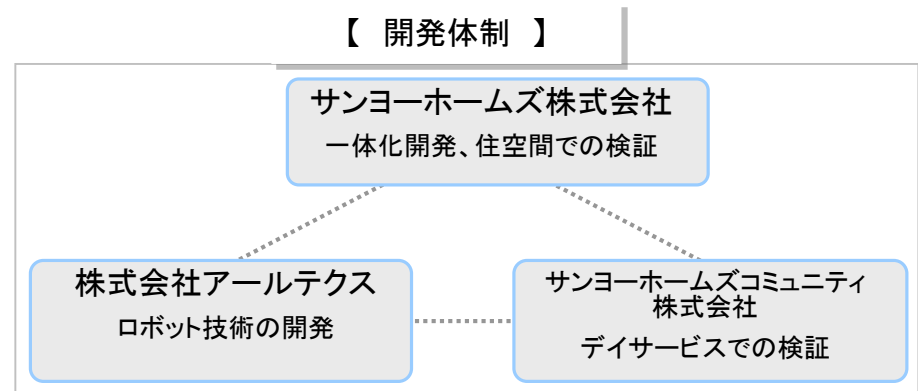 【 開発体制 】
サンヨーホームズ株式会社
一体化開発、住空間での検証
株式会社アールテクス
ロボット技術の開発
サンヨーホームズコミュニティ
株式会社
デイサービスでの検証